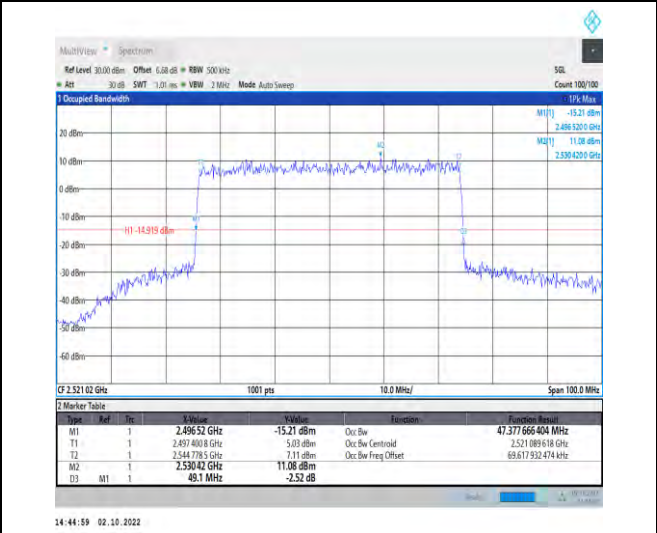 MultiView Spectrum
Ref Level 30.00 dBm Offset 6.68 dB RBW 500 kHz SGL
Att 30 dB SWT 1.01 ms VBW 2 MHz Mode Auto Sweep Count 100/100
1 Occupied Bandwidth 1Pk Max
M1[1] -15.21 dBm
2.496 5200 GHz
M2[1] 11.08 dBm
2.530 4200 GHz
20 dBm
10 dBm
0 dBm
-10 dBm
H1 -14.919 dBm
-20 dBm
-30 dBm
-40 dBm
-50 dBm
-60 dBm
M2
T1
M1
CF 2.521 02 GHz 1001 pts 10.0 MHz/ Span 100.0 MHz
2 Marker Table
Type Ref Trc X-Value Y-Value Function Function Result
M1 1 2.496 52 GHz -15.21 dBm Occ Bw 47.377 666 404 MHz
T1 1 2.497 400 8 GHz 5.03 dBm Occ Bw Centroid 2.521 089 618 GHz
T2 1 2.544 778 5 GHz 7.11 dBm Occ Bw Freq Offset 69.617 932 474 kHz
M2 1 2.530 42 GHz 11.08 dBm
D3 M1 1 49.1 MHz -2.52 dB
14:44:59 02.10.2022